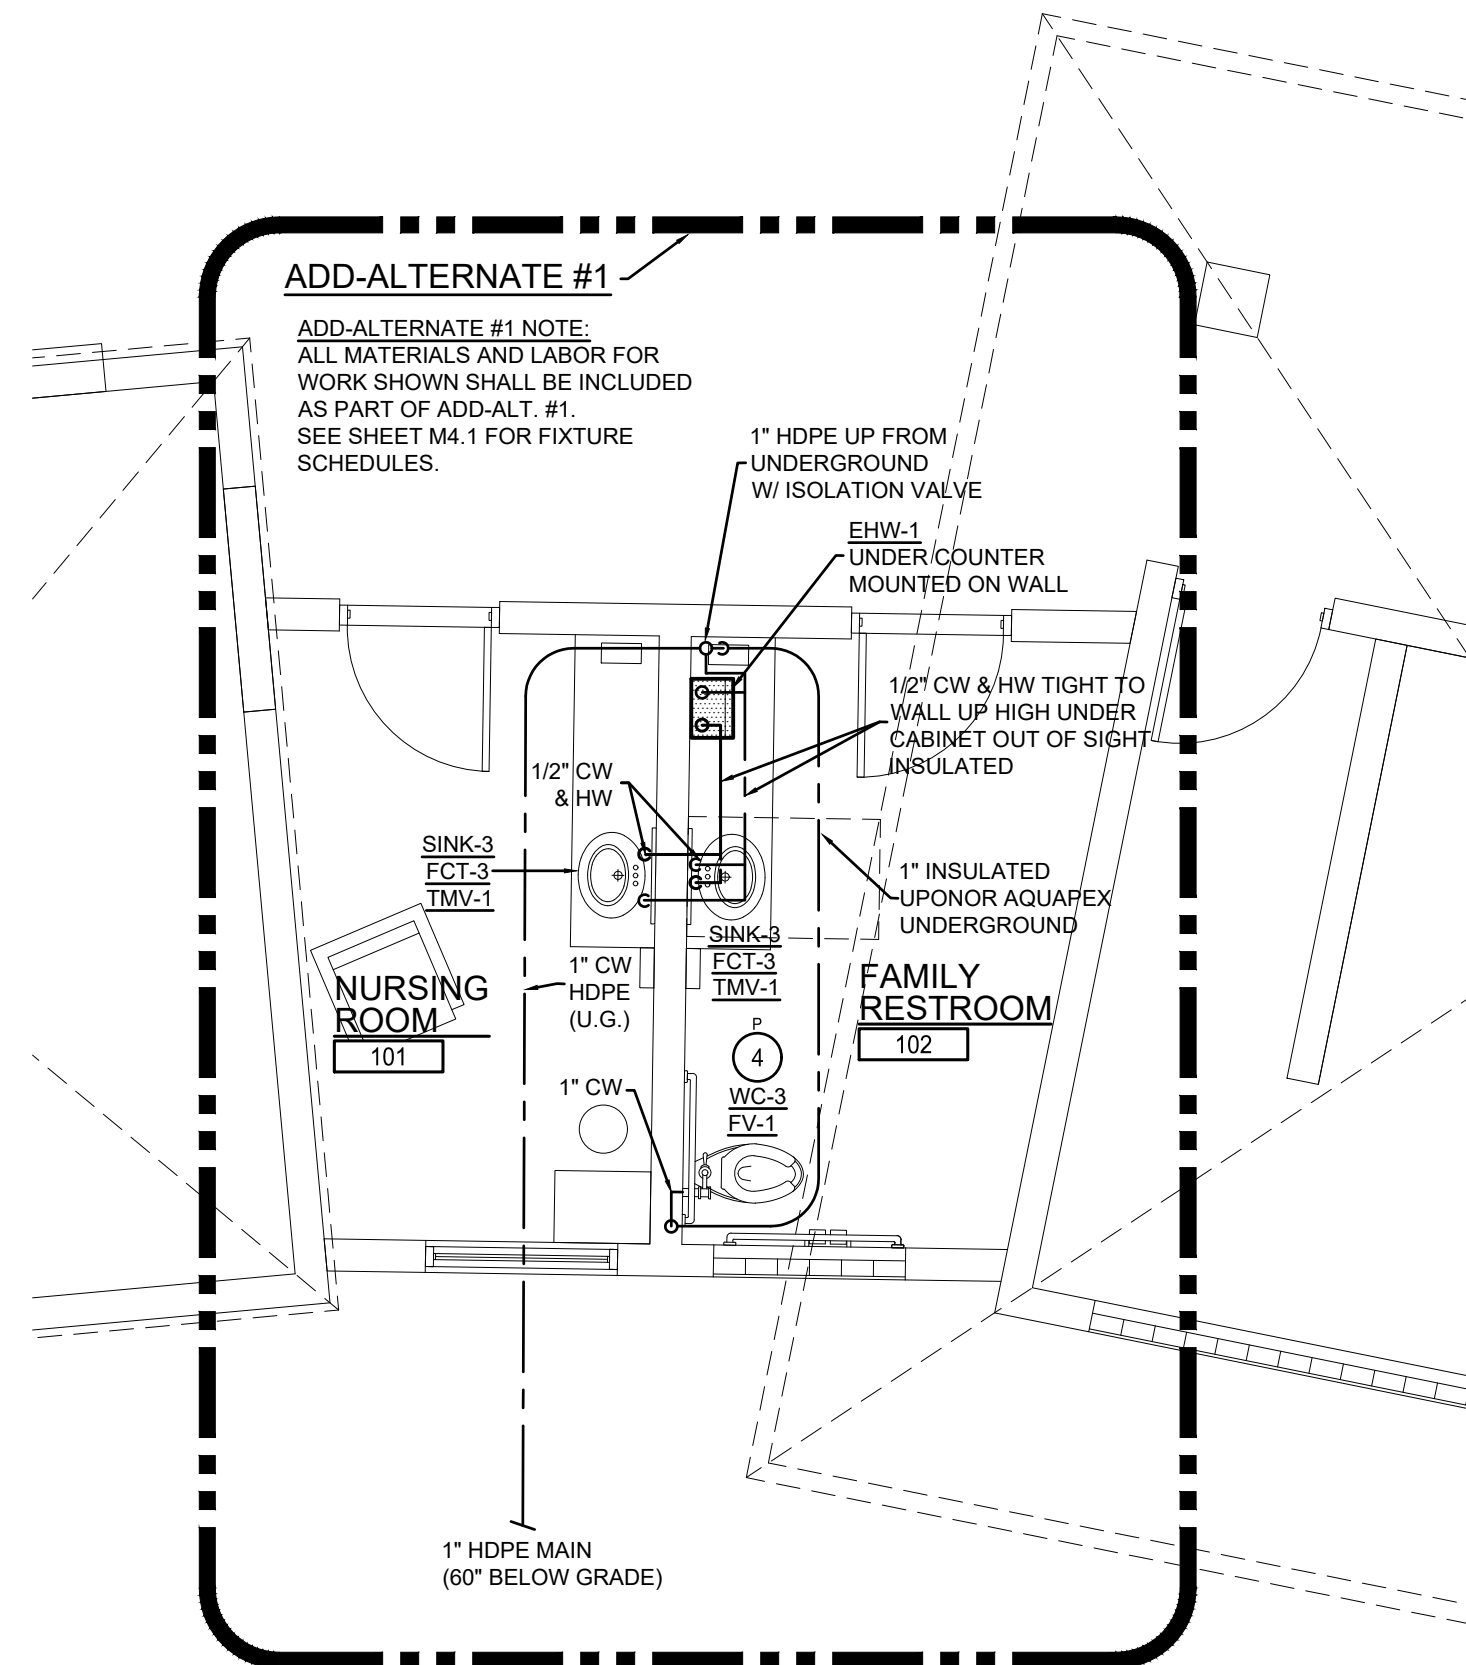 ADD-ALTERNATE #1
ADD-ALTERNATE #1 NOTE:
ALL MATERIALS AND LABOR FOR
WORK SHOWN SHALL BE INCLUDED
AS PART OF ADD-ALT. #1.
SEE SHEET M4.1 FOR FIXTURE
SCHEDULES.
1" HDPE UP FROM
UNDERGROUND
W/ ISOLATION VALVE
EHW-1
UNDER COUNTER
MOUNTED ON WALL
1/2" CW & HW TIGHT TO
WALL UP HIGH UNDER
CABINET OUT OF SIGHT
INSULATED
1/2" CW
& HW
SINK-3
FCT-3
TMV-1
1" INSULATED
UPONOR AQUAPEX
UNDERGROUND
SINK-3
FCT-3
TMV-1
NURSING
ROOM
101
1" CW
HDPE
(U.G.)
FAMILY
RESTROOM
102
P
4
WC-3
FV-1
1" CW
1" HDPE MAIN
(60" BELOW GRADE)